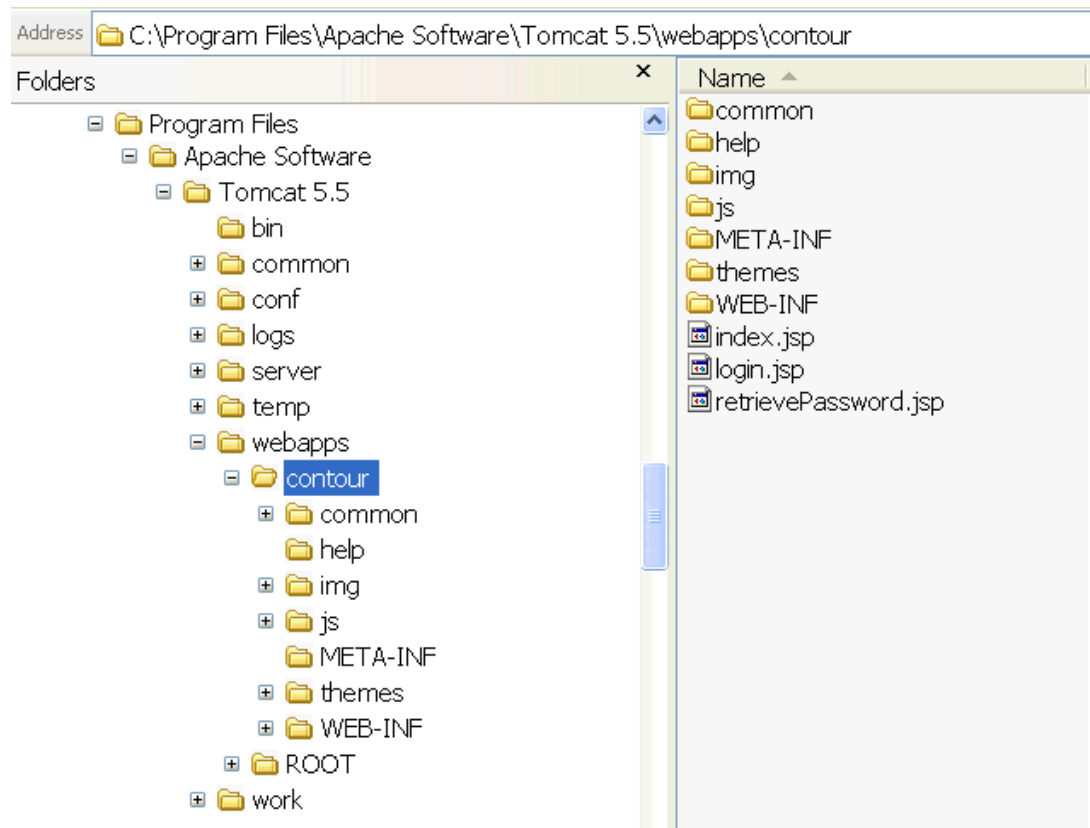 Address C:\Program Files\Apache Software\Tomcat 5.5\webapps\contour
Folders
Program Files
Apache Software
Tomcat 5.5
bin
common
conf
logs
server
temp
webapps
contour
common
help
img
js
META-INF
themes
WEB-INF
ROOT
work
Name
common
help
img
js
META-INF
themes
WEB-INF
index.jsp
login.jsp
retrievePassword.jsp